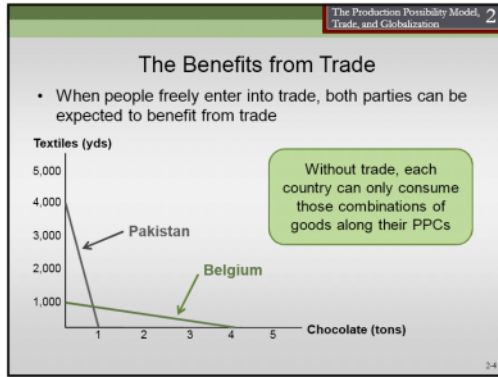 The Production Possibility Model, 2
Trade, and Globalization
The Benefits from Trade
• When people freely enter into trade, both parties can be
expected to benefit from trade
Textiles (yds)
5,000
4,000
3,000
2,000
1,000
Pakistan
Belgium
1 2 3 4 5
Chocolate (tons)
Without trade, each
country can only consume
those combinations of
goods along their PPCs